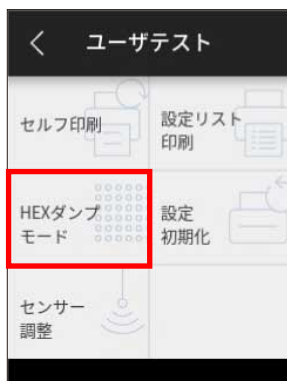 ユーザテスト
セルフ印刷
設定リスト
印刷
HEXダンプ
モード
設定
初期化
センサー
調整